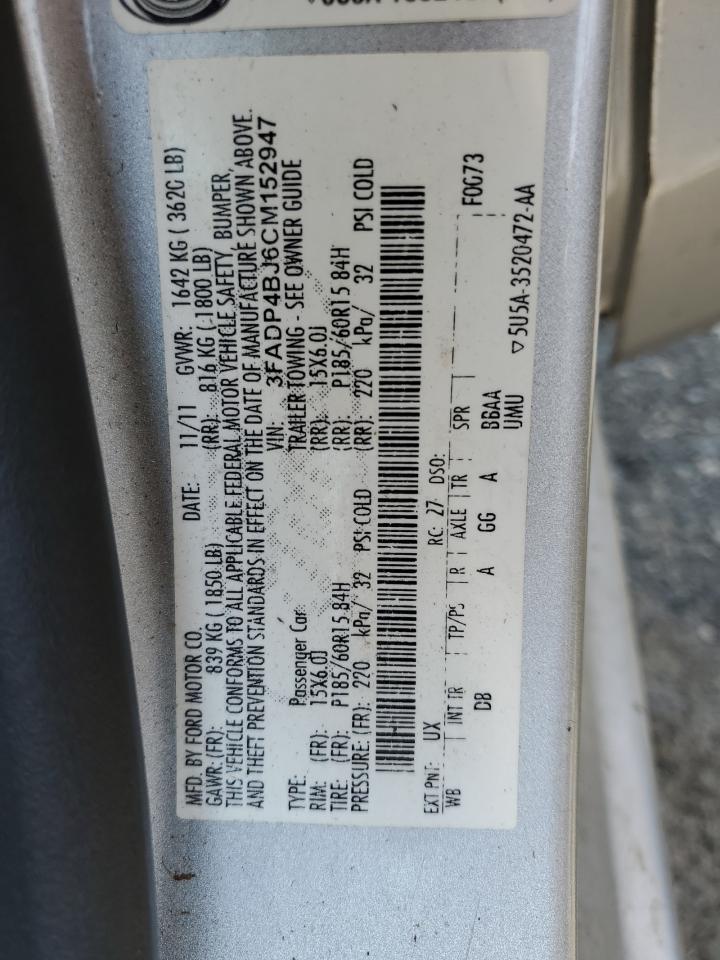 MFD. BY FORD MOTOR CO. DATE: 11/11 GVWR: 1642 KG ( 3620 LB)
GAWR: (FR): 839 KG ( 1850 LB) (RR): 816 KG ( 1800 LB)
THIS VEHICLE CONFORMS TO ALL APPLICABLE FEDERAL MOTOR VEHICLE SAFETY, BUMPER,
AND THEFT PREVENTION STANDARDS IN EFFECT ON THE DATE OF MANUFACTURE SHOWN ABOVE.
VIN: 3FADP4BJ6CM152947
TYPE: Passenger Car TRAILER TOWING - SEE OWNER GUIDE
RIM: (FR): 15X6.0J (RR): 15X6.0J
TIRE: (FR): P185/60R15 84H (RR): P185/60R15 84H
PRESSURE: (FR): 220 kPa/ 32 PSI COLD (RR): 220 kPa/ 32 PSI COLD
EXT PNT: UX RC: 27 DSO: F0G73
WB INT TR TP/PS R AXLE TR SPR
DB A GG A BBAA
UMU
▽5U5A-3520472-AA